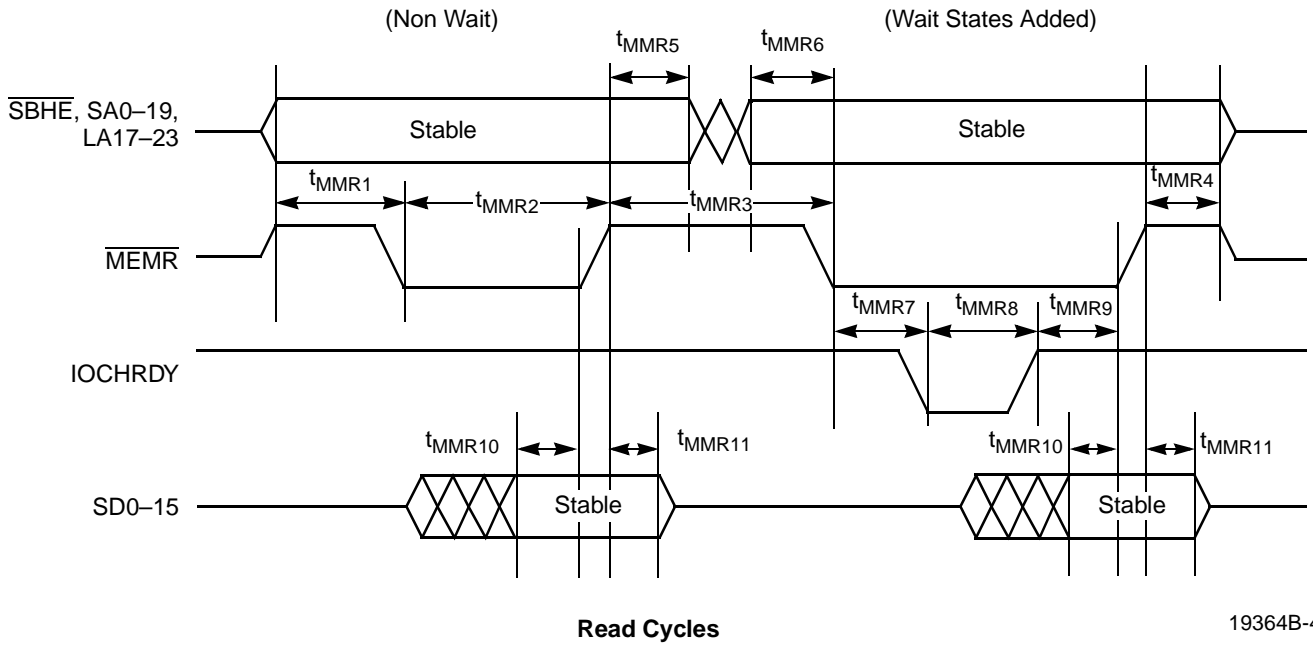 (Non Wait)
(Wait States Added)
tMMR5
tMMR6
SBHE, SA0–19,
LA17–23
Stable
Stable
tMMR1
tMMR2
tMMR3
tMMR4
MEMR
tMMR7
tMMR8
tMMR9
IOCHRDY
tMMR10
tMMR11
tMMR10
tMMR11
SD0–15
Stable
Stable
Read Cycles
19364B-4